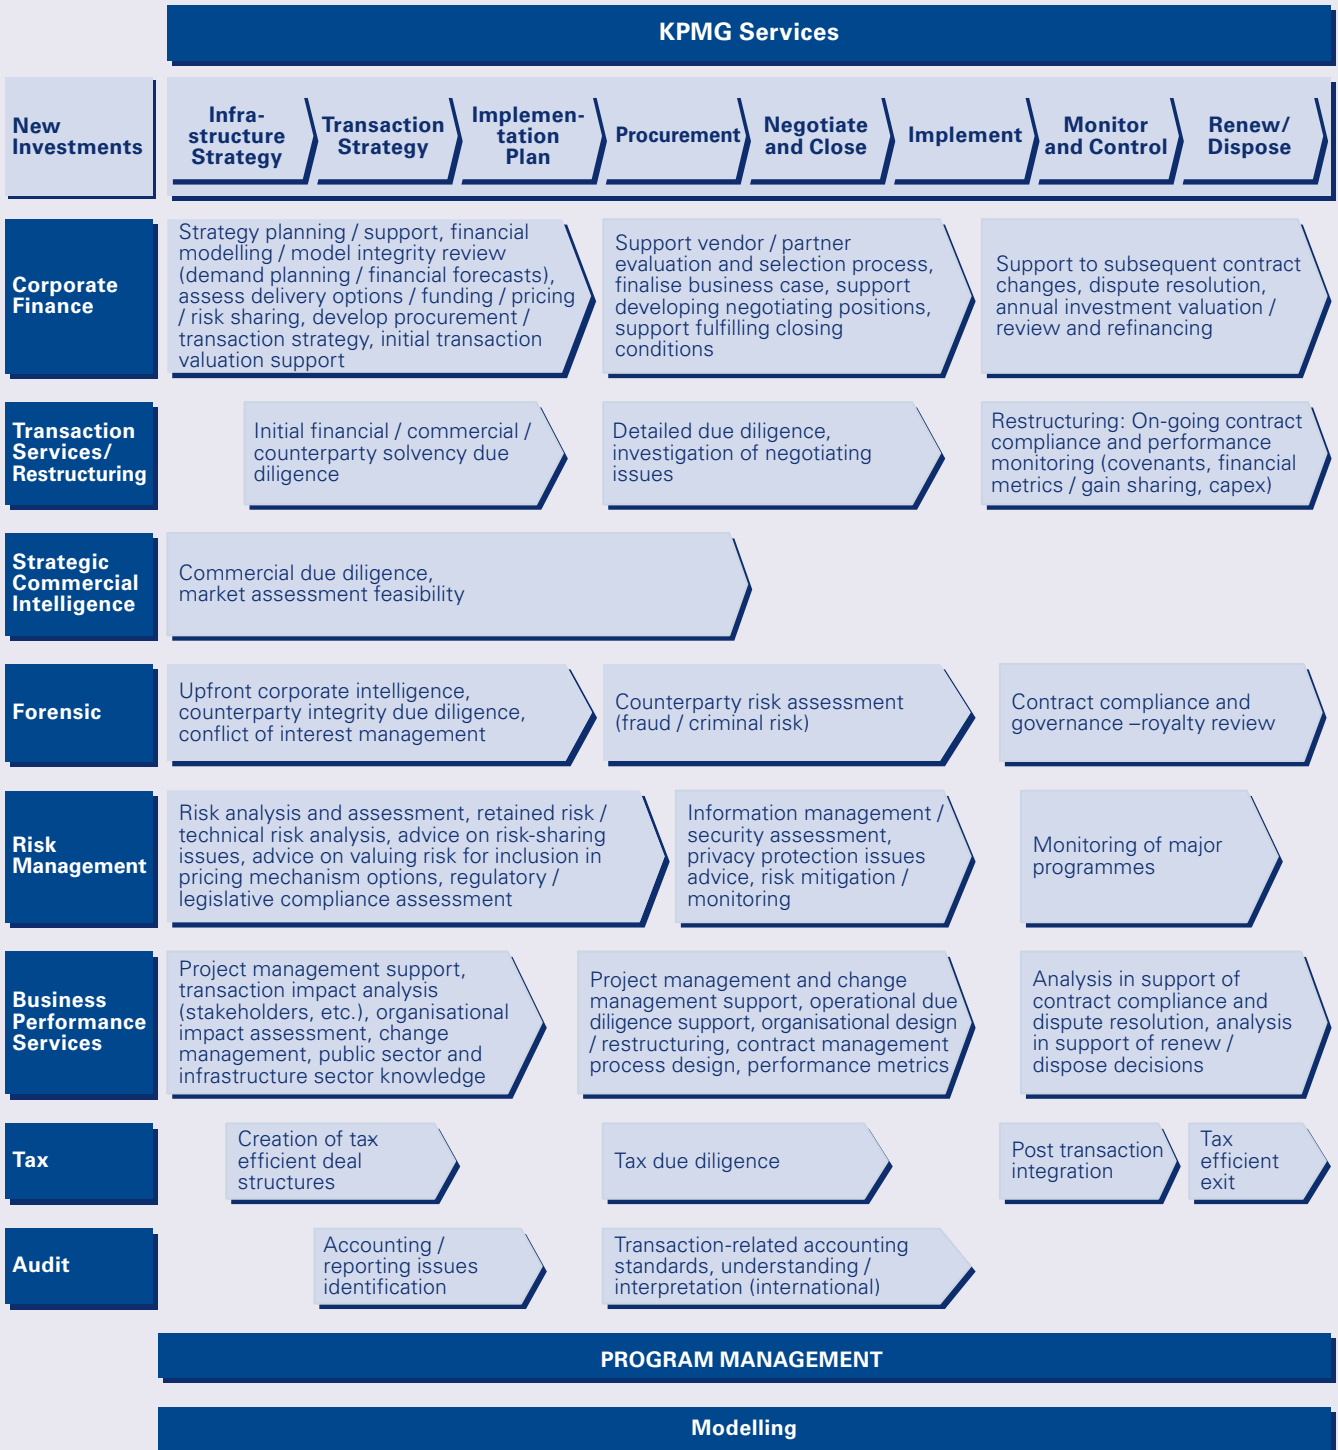 KPMG Services
New
Investments
Infra-
structure
Strategy
Transaction
Strategy
Implemen-
tation
Plan
Procurement
Negotiate
and Close
Implement
Monitor
and Control
Renew/
Dispose
Corporate
Finance
Strategy planning / support, financial
modelling / model integrity review
(demand planning / financial forecasts),
assess delivery options / funding / pricing
/ risk sharing, develop procurement /
transaction strategy, initial transaction
valuation support
Support vendor / partner
evaluation and selection process,
finalise business case, support
developing negotiating positions,
support fulfilling closing
conditions
Support to subsequent contract
changes, dispute resolution,
annual investment valuation /
review and refinancing
Transaction
Services/
Restructuring
Initial financial / commercial /
counterparty solvency due
diligence
Detailed due diligence,
investigation of negotiating
issues
Restructuring: On-going contract
compliance and performance
monitoring (covenants, financial
metrics / gain sharing, capex)
Strategic
Commercial
Intelligence
Commercial due diligence,
market assessment feasibility
Forensic
Upfront corporate intelligence,
counterparty integrity due diligence,
conflict of interest management
Counterparty risk assessment
(fraud / criminal risk)
Contract compliance and
governance –royalty review
Risk
Management
Risk analysis and assessment, retained risk /
technical risk analysis, advice on risk-sharing
issues, advice on valuing risk for inclusion in
pricing mechanism options, regulatory /
legislative compliance assessment
Information management /
security assessment,
privacy protection issues
advice, risk mitigation /
monitoring
Monitoring of major
programmes
Business
Performance
Services
Project management support,
transaction impact analysis
(stakeholders, etc.), organisational
impact assessment, change
management, public sector and
infrastructure sector knowledge
Project management and change
management support, operational due
diligence support, organisational design
/ restructuring, contract management
process design, performance metrics
Analysis in support of
contract compliance and
dispute resolution, analysis
in support of renew /
dispose decisions
Tax
Creation of tax
efficient deal
structures
Tax due diligence
Post transaction
integration
Tax
efficient
exit
Audit
Accounting /
reporting issues
identification
Transaction-related accounting
standards, understanding /
interpretation (international)
PROGRAM MANAGEMENT
Modelling